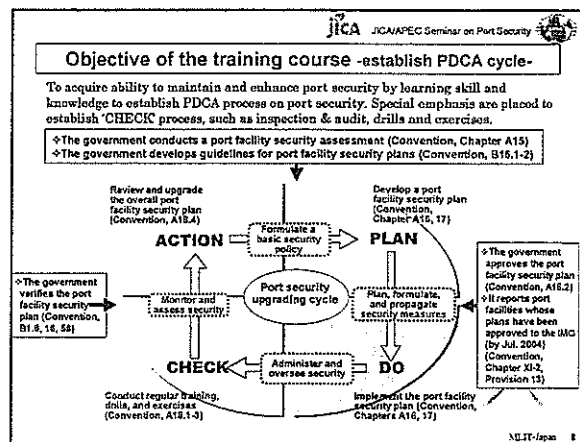 JICA JICA/APEC Seminar on Port Security
Objective of the training course -establish PDCA cycle-
To acquire ability to maintain and enhance port security by learning skill and
knowledge to establish PDCA process on port security. Special emphasis are placed to
establish 'CHECK' process, such as inspection & audit, drills and exercises.
❖The government conducts a port facility security assessment (Convention, Chapter A15)
❖The government develops guidelines for port facility security plans (Convention, B16.1-2)
Review and upgrade
the overall port
facility security plan
(Convention, A18.4)
ACTION
Formulate a
basic security
policy
Develop a port
facility security plan
(Convention,
Chapter A16, 17)
PLAN
❖The government
verifies the port
facility security
plan (Convention,
B1.6, 16, 58)
Monitor and
assess security
Port security
upgrading cycle
Plan, formulate,
and propagate
security measures
❖The government
approves the port
facility security plan
(Convention, A16.2)
❖It reports port
facilities whose
plans have been
approved to the IMO
(by Jul. 2004)
(Convention,
Chapter XI-2,
Provision 13)
CHECK
Administer and
oversee security
DO
Conduct regular training,
drills, and exercises
(Convention, A18.1-3)
Implement the port facility
security plan (Convention,
Chapters A16, 17)
MLIT-Japan 8